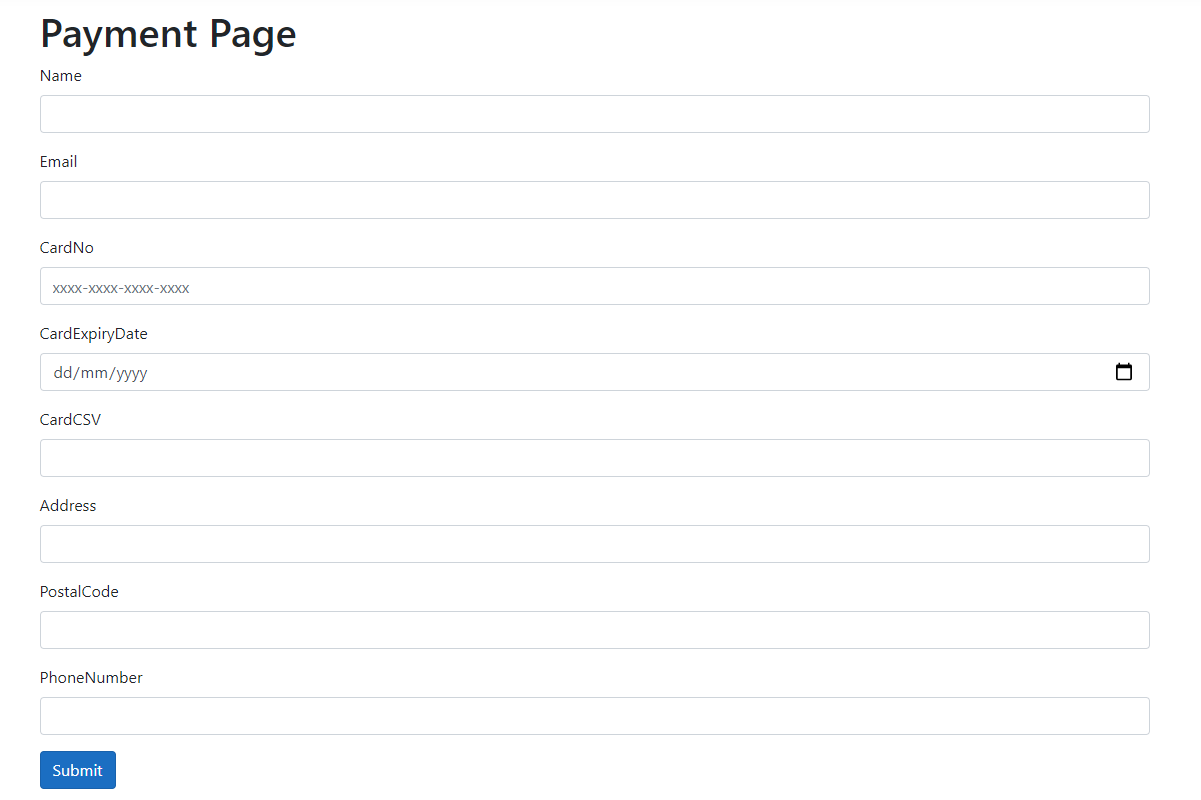 Payment Page
Name
Email
CardNo
xxxx-xxxx-xxxx-xxxx
CardExpiryDate
dd/mm/yyyy
CardCSV
Address
PostalCode
PhoneNumber
Submit